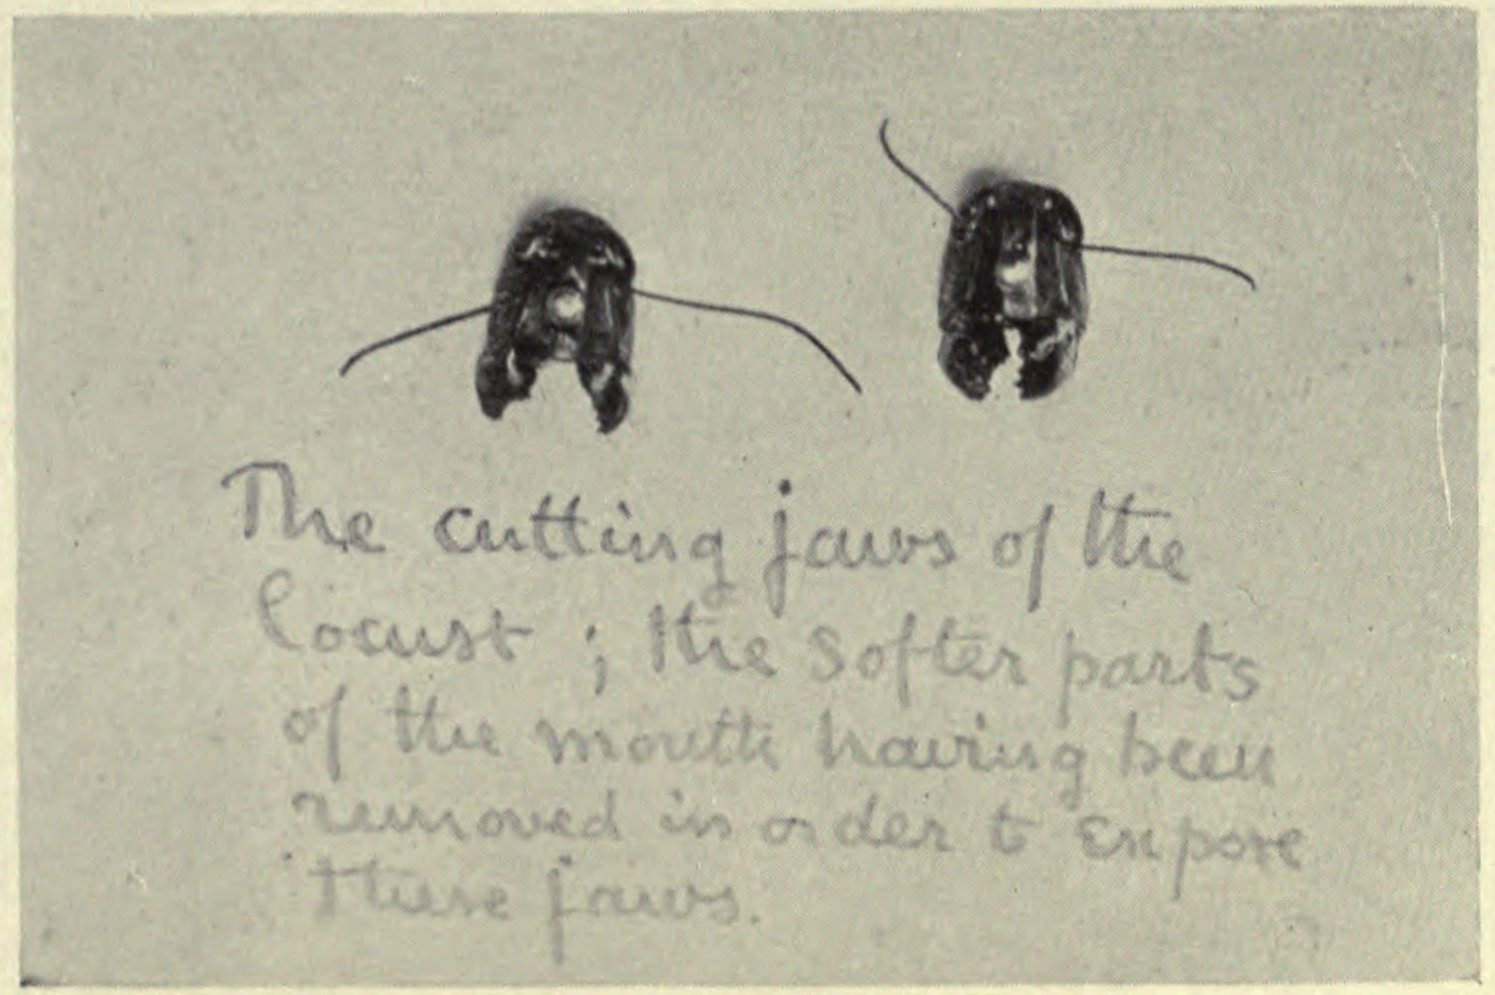 The cutting jaws of the
locust ; the softer parts
of the mouth having been
removed in order to expose
these jaws.